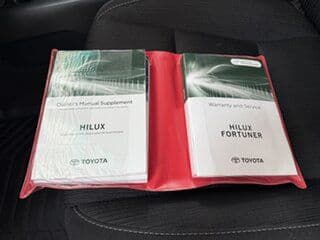 Owner's Manual Supplement
HILUX
TOYOTA
Warranty and Service
HILUX
FORTUNER
TOYOTA